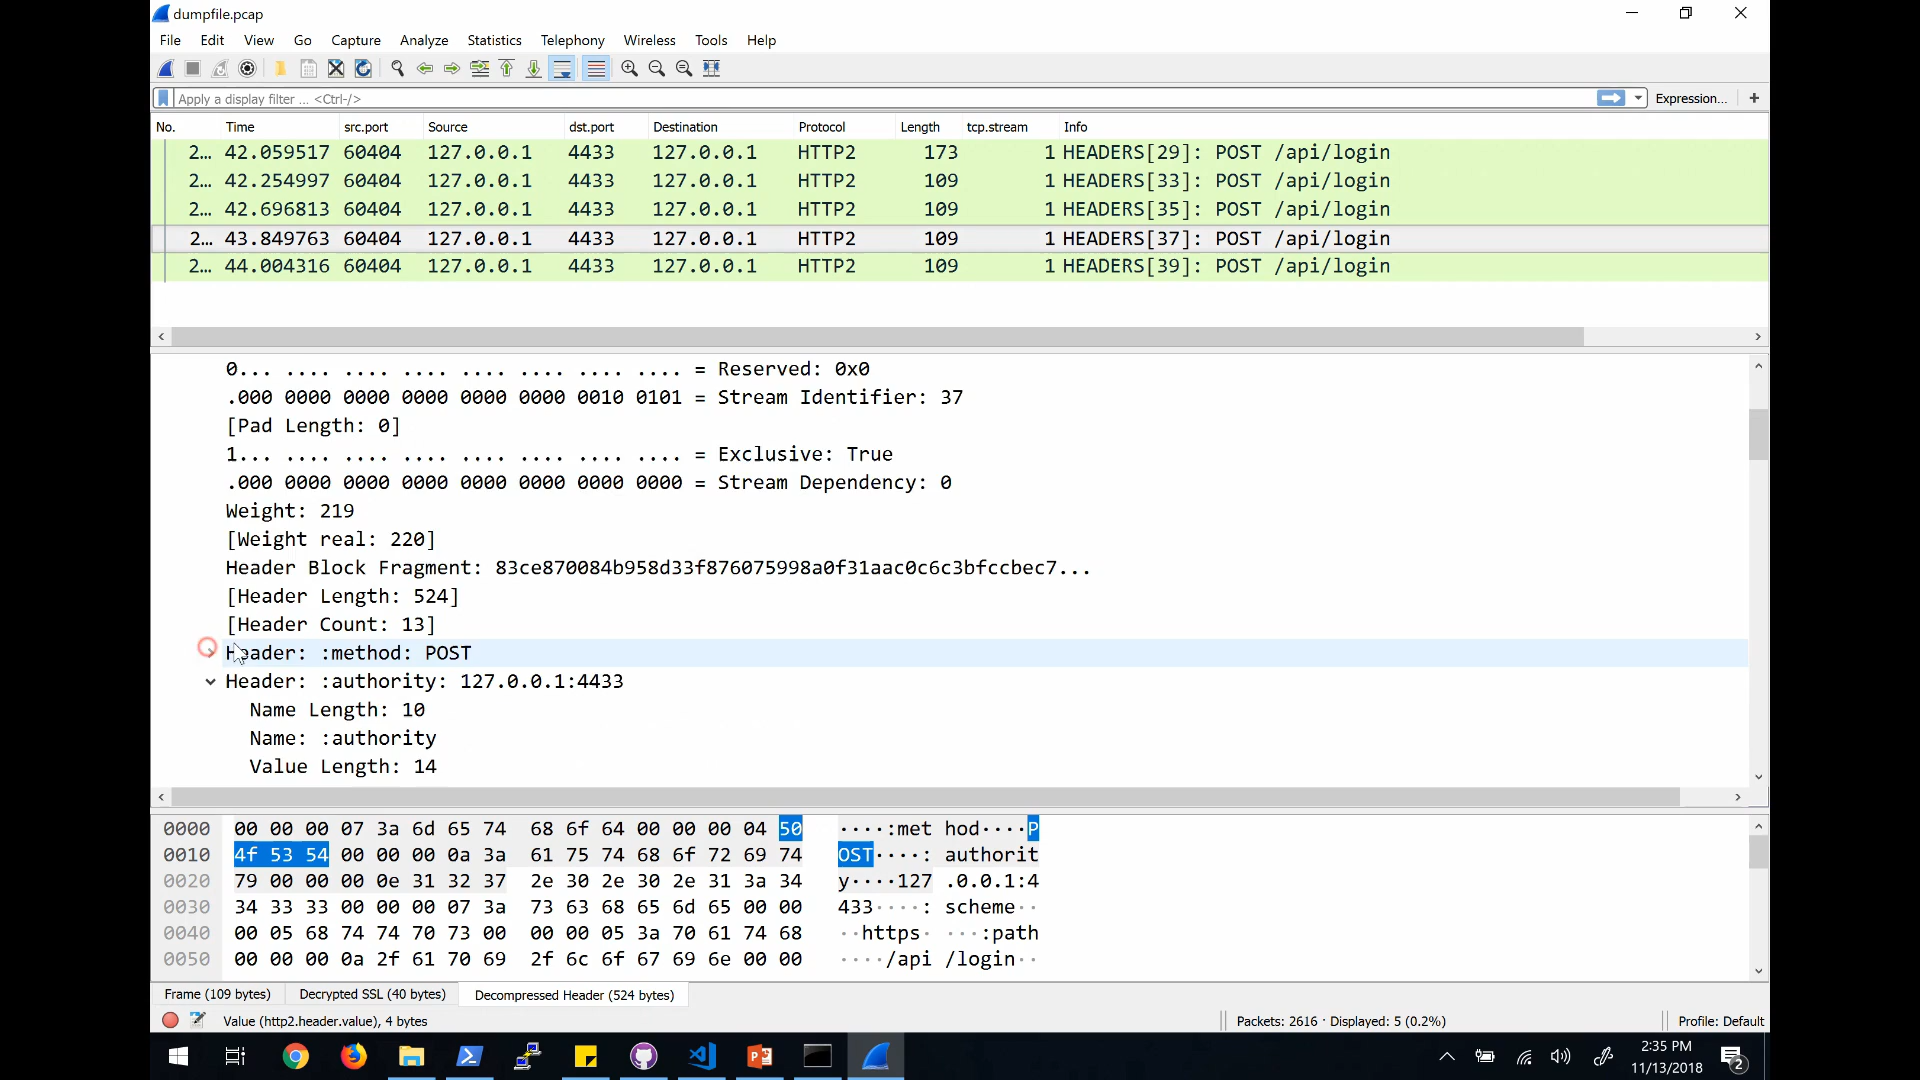 dumpfile.pcap
File Edit View Go Capture Analyze Statistics Telephony Wireless Tools Help
Apply a display filter ... <Ctrl-/> Expression... +
No. Time src.port Source dst.port Destination Protocol Length tcp.stream Info
2... 42.059517 60404 127.0.0.1 4433 127.0.0.1 HTTP2 173 1 HEADERS[29]: POST /api/login
2... 42.254997 60404 127.0.0.1 4433 127.0.0.1 HTTP2 109 1 HEADERS[33]: POST /api/login
2... 42.696813 60404 127.0.0.1 4433 127.0.0.1 HTTP2 109 1 HEADERS[35]: POST /api/login
2... 43.849763 60404 127.0.0.1 4433 127.0.0.1 HTTP2 109 1 HEADERS[37]: POST /api/login
2... 44.004316 60404 127.0.0.1 4433 127.0.0.1 HTTP2 109 1 HEADERS[39]: POST /api/login
0... .... .... .... .... .... .... .... = Reserved: 0x0
.000 0000 0000 0000 0000 0000 0010 0101 = Stream Identifier: 37
[Pad Length: 0]
1... .... .... .... .... .... .... .... = Exclusive: True
.000 0000 0000 0000 0000 0000 0000 0000 = Stream Dependency: 0
Weight: 219
[Weight real: 220]
Header Block Fragment: 83ce870084b958d33f876075998a0f31aac0c6c3bfccbec7...
[Header Length: 524]
[Header Count: 13]
Header: :method: POST
Header: :authority: 127.0.0.1:4433
Name Length: 10
Name: :authority
Value Length: 14
0000 00 00 00 07 3a 6d 65 74 68 6f 64 00 00 00 04 50 ····:met hod····P
0010 4f 53 54 00 00 00 0a 3a 61 75 74 68 6f 72 69 74 OST····: authorit
0020 79 00 00 00 0e 31 32 37 2e 30 2e 30 2e 31 3a 34 y····127 .0.0.1:4
0030 34 33 33 00 00 00 07 3a 73 63 68 65 6d 65 00 00 433····: scheme··
0040 00 05 68 74 74 70 73 00 00 00 05 3a 70 61 74 68 ··https· ···:path
0050 00 00 00 0a 2f 61 70 69 2f 6c 6f 67 69 6e 00 00 ····/api /login··
Frame (109 bytes) Decrypted SSL (40 bytes) Decompressed Header (524 bytes)
Value (http2.header.value), 4 bytes Packets: 2616 · Displayed: 5 (0.2%) Profile: Default
2:35 PM
11/13/2018
2